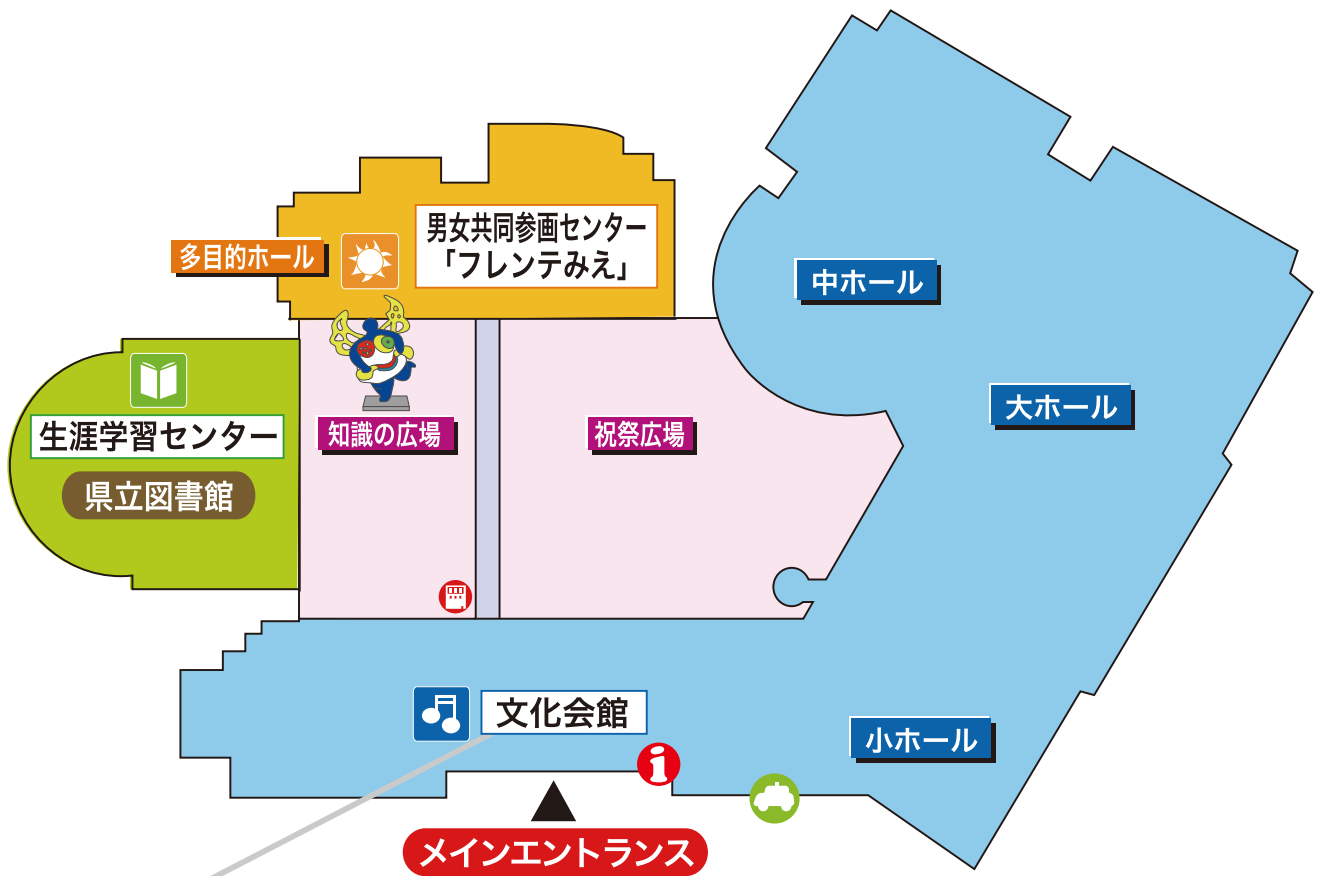 男女共同参画センター
「フレンテみえ」
多目的ホール
中ホール
大ホール
生涯学習センター
県立図書館
知識の広場
祝祭広場
文化会館
小ホール
i
メインエントランス